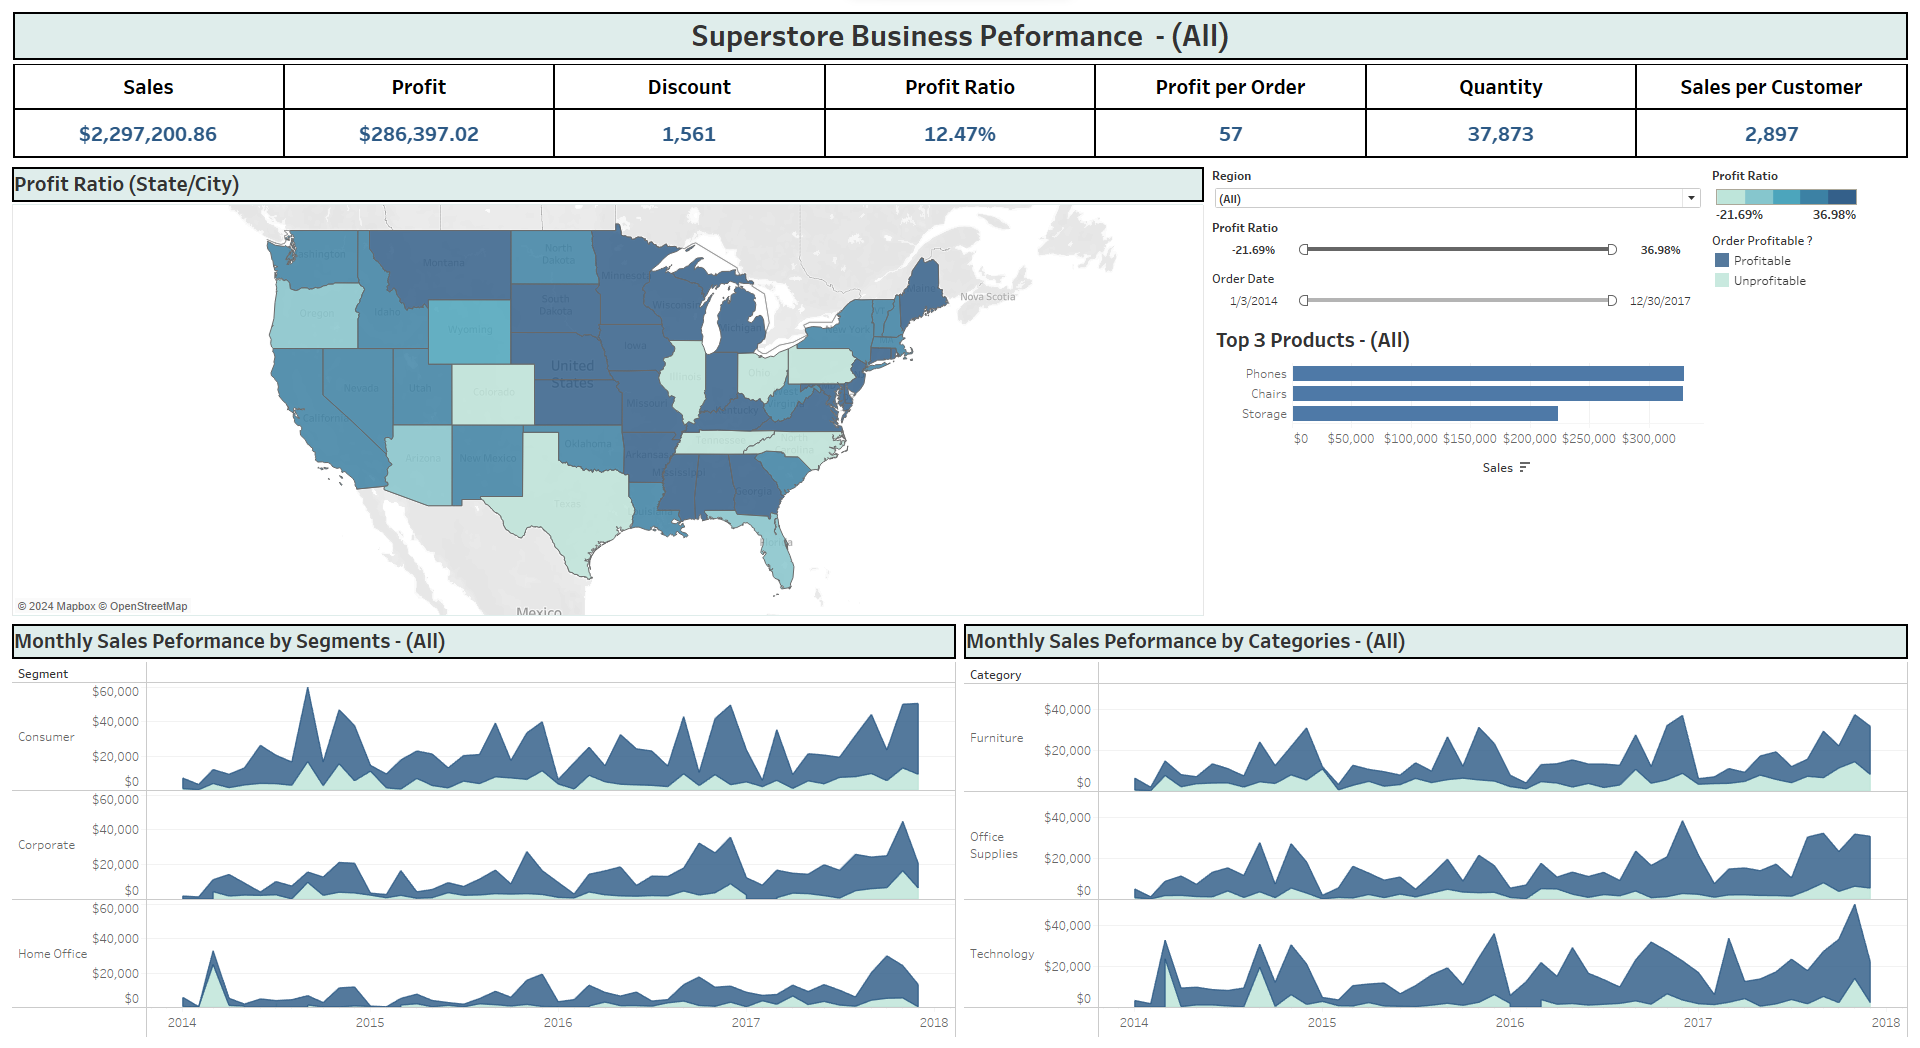 Superstore Business Peformance - (All)
Sales
Profit
Discount
Profit Ratio
Profit per Order
Quantity
Sales per Customer
$2,297,200.86
$286,397.02
1,561
12.47%
57
37,873
2,897
Profit Ratio (State/City)
Washington
Montana
North
Dakota
Minnesota
Oregon
Idaho
Wyoming
South
Dakota
Wisconsin
Michigan
Maine
Nova Scotia
New York
Iowa
Nevada
Utah
Colorado
United
States
Illinois
Ohio
West
Virginia
California
Missouri
Kentucky
Arizona
New Mexico
Oklahoma
Arkansas
Tennessee
North
Carolina
Mississippi
Georgia
Texas
Louisiana
Florida
Mexico
© 2024 Mapbox © OpenStreetMap
Region
(All)
Profit Ratio
-21.69%
36.98%
Order Date
1/3/2014
12/30/2017
Profit Ratio
-21.69%
36.98%
Order Profitable ?
Profitable
Unprofitable
Top 3 Products - (All)
Phones
Chairs
Storage
$0
$50,000
$100,000
$150,000
$200,000
$250,000
$300,000
Sales
Monthly Sales Peformance by Segments - (All)
Segment
Consumer
$60,000
$40,000
$20,000
$0
Corporate
$60,000
$40,000
$20,000
$0
Home Office
$60,000
$40,000
$20,000
$0
2014
2015
2016
2017
2018
Monthly Sales Peformance by Categories - (All)
Category
Furniture
$40,000
$20,000
$0
Office
Supplies
$40,000
$20,000
$0
Technology
$40,000
$20,000
$0
2014
2015
2016
2017
2018